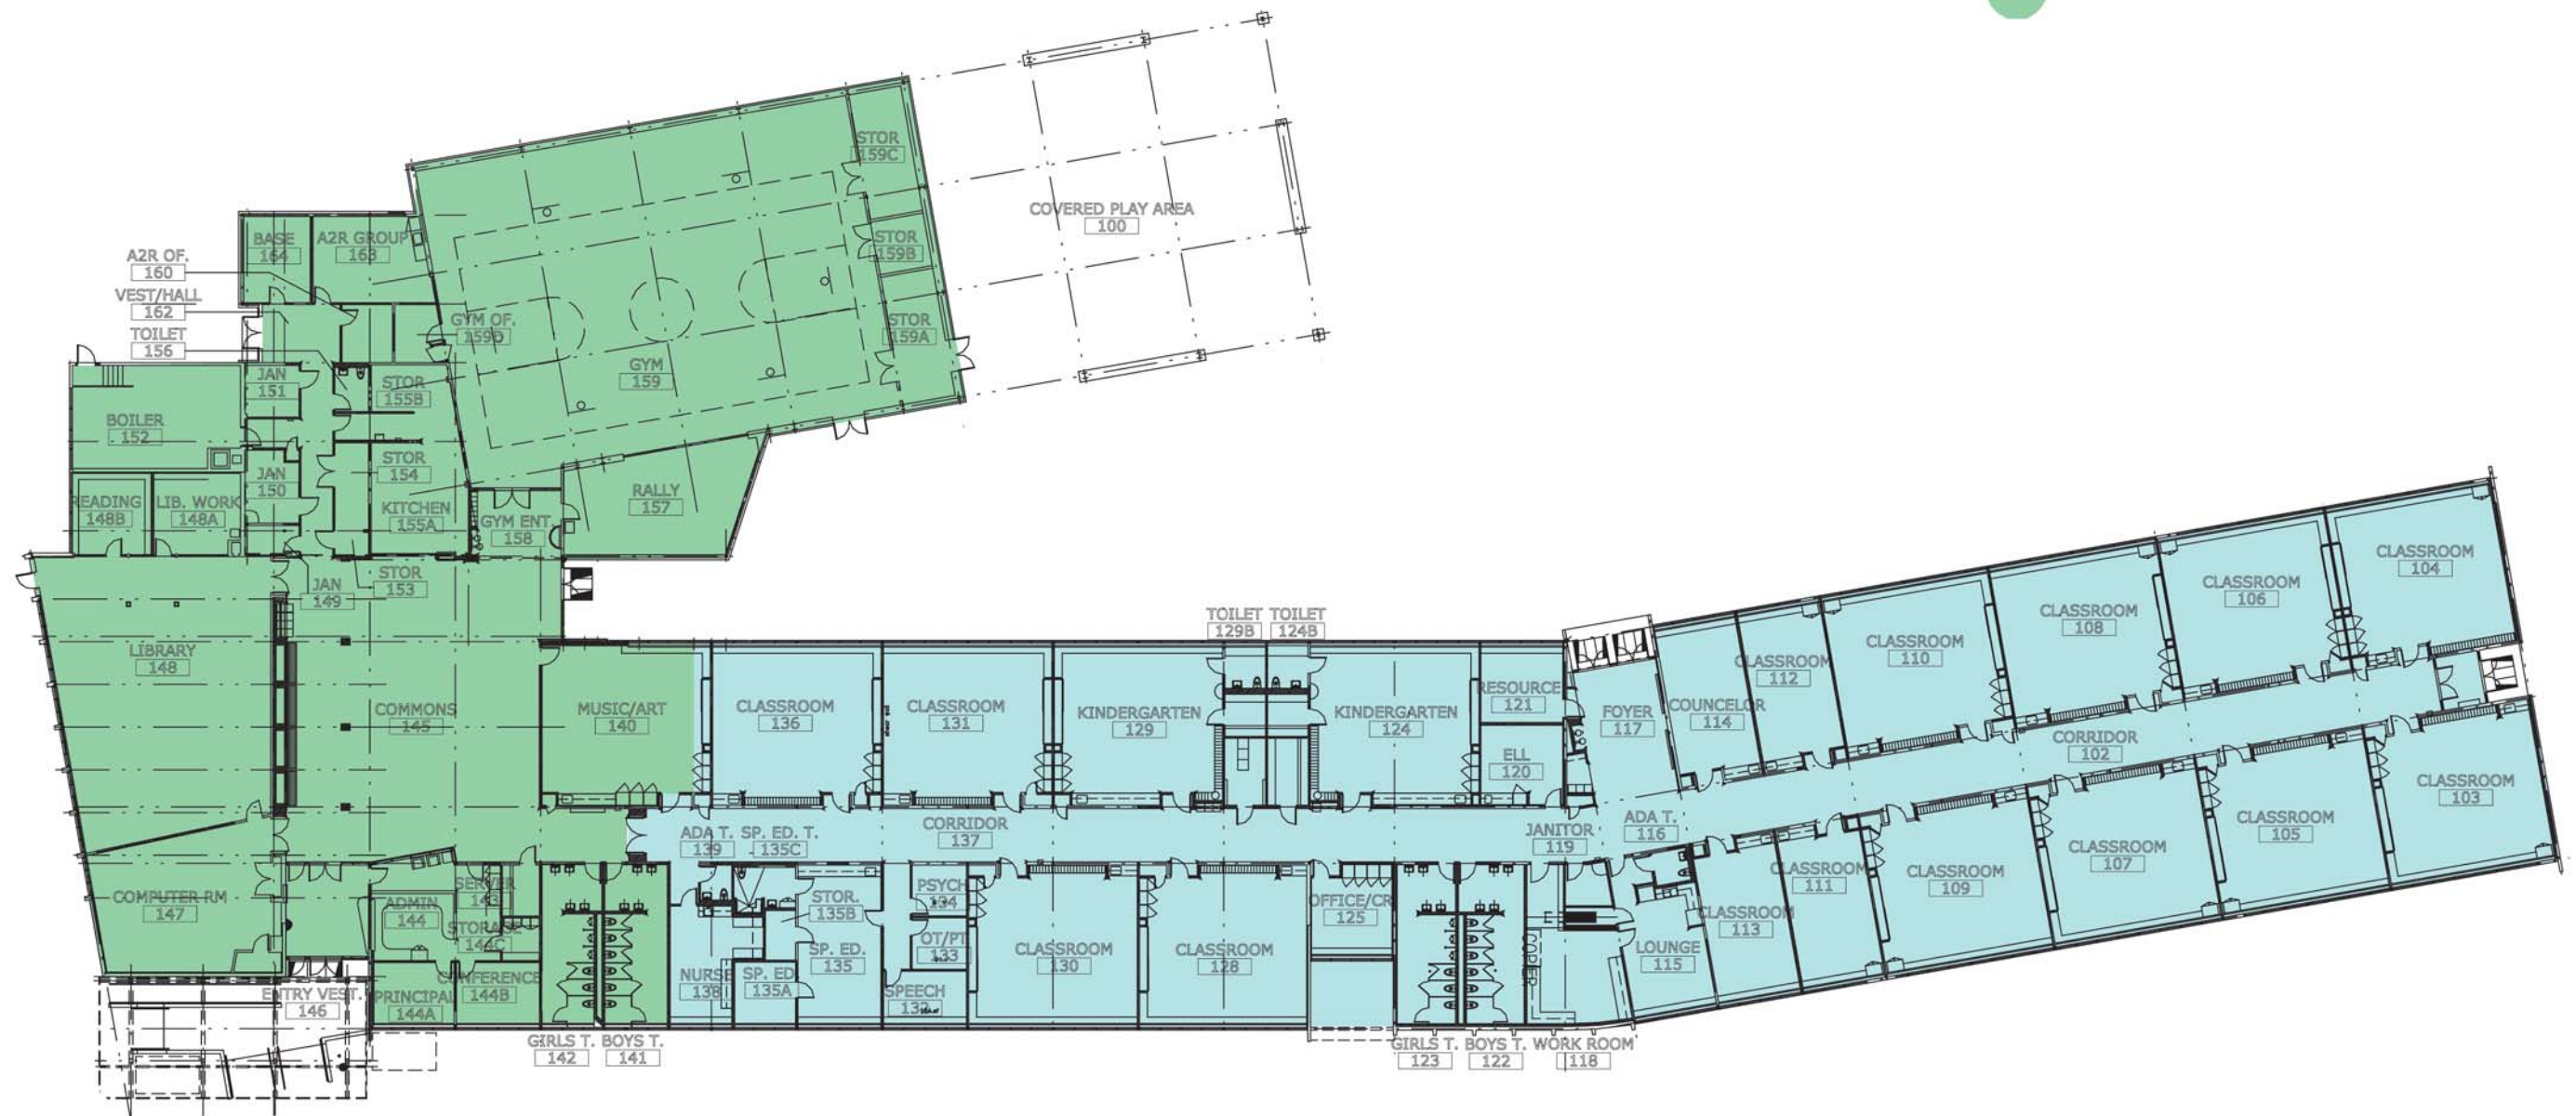 STOR
159C
COVERED PLAY AREA
100
BASE
164
A2R GROUP
163
STOR
159B
A2R OF.
160
VEST/HALL
162
TOILET
156
GYM OF.
159D
STOR
159A
GYM
159
JAN
151
STOR
155B
BOILER
152
STOR
154
JAN
150
READING
148B
LIB. WORK
148A
KITCHEN
155A
GYM ENT
158
RALLY
157
JAN
149
STOR
153
LIBRARY
148
COMMONS
145
MUSIC/ART
140
CLASSROOM
136
CLASSROOM
131
KINDERGARTEN
129
TOILET
129B
TOILET
124B
KINDERGARTEN
124
RESOURCE
121
ELL
120
FOYER
117
COUNCELOR
114
CLASSROOM
112
CLASSROOM
110
CLASSROOM
108
CLASSROOM
106
CLASSROOM
104
CORRIDOR
102
CLASSROOM
103
CLASSROOM
105
CLASSROOM
107
CLASSROOM
109
CLASSROOM
111
CLASSROOM
113
LOUNGE
115
ADA T.
116
JANITOR
119
CORRIDOR
137
ADA T.
139
SP. ED. T.
135C
COMPUTER RM
147
ADMIN
144
SERVER
143
STORAGE
144C
CONFERENCE
144B
PRINCIPAL
144A
ENTRY VEST.
146
GIRLS T.
142
BOYS T.
141
NURSE
138
SP. ED
135A
STOR.
135B
SP. ED.
135
PSYCH
134
OT/PT
133
SPEECH
132
CLASSROOM
130
CLASSROOM
128
OFFICE/CR
125
GIRLS T.
123
BOYS T.
122
WORK ROOM
118